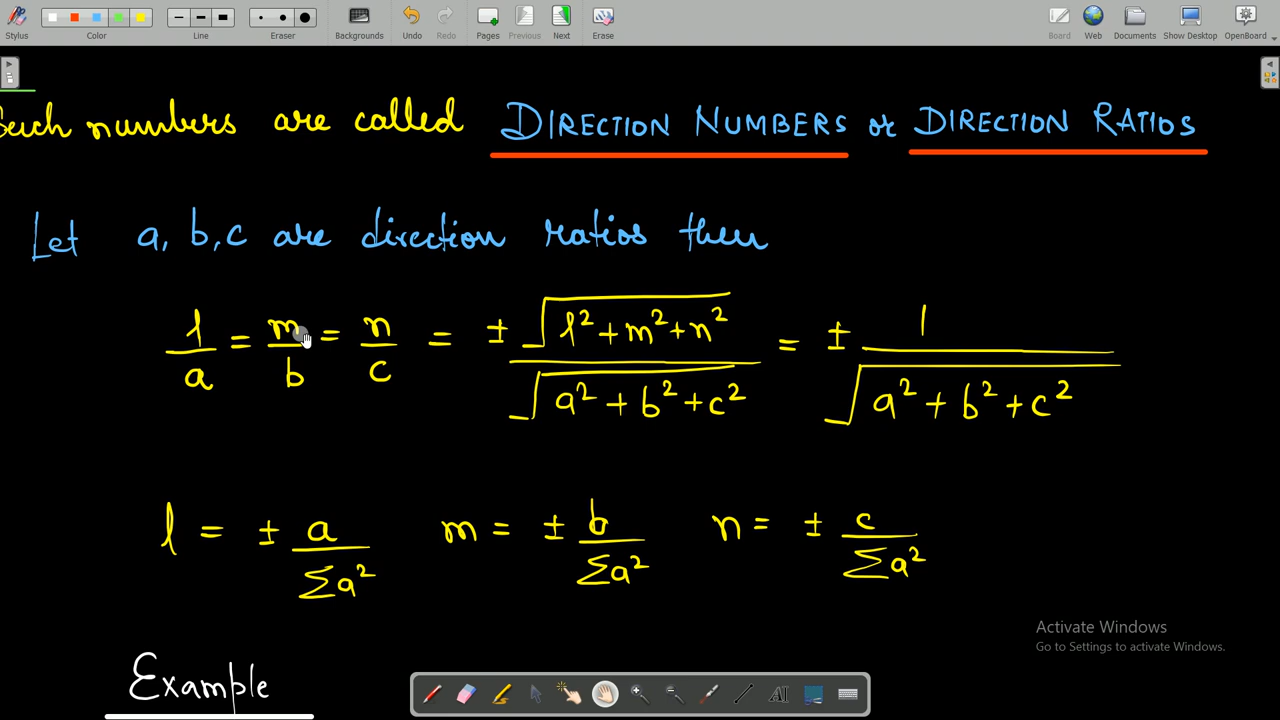 Stylus Color Line Eraser Backgrounds Undo Redo Pages Previous Next Erase Board Web Documents Show Desktop OpenBoard
Such numbers are called DIRECTION NUMBERS or DIRECTION RATIOS
Let a, b, c are direction ratios then
l/a = m/b = n/c = ± √(l² + m² + n²) / √(a² + b² + c²) = ± 1 / √(a² + b² + c²)
l = ± a/Σa² m = ± b/Σa² n = ± c/Σa²
Activate Windows
Go to Settings to activate Windows.
Example
AI